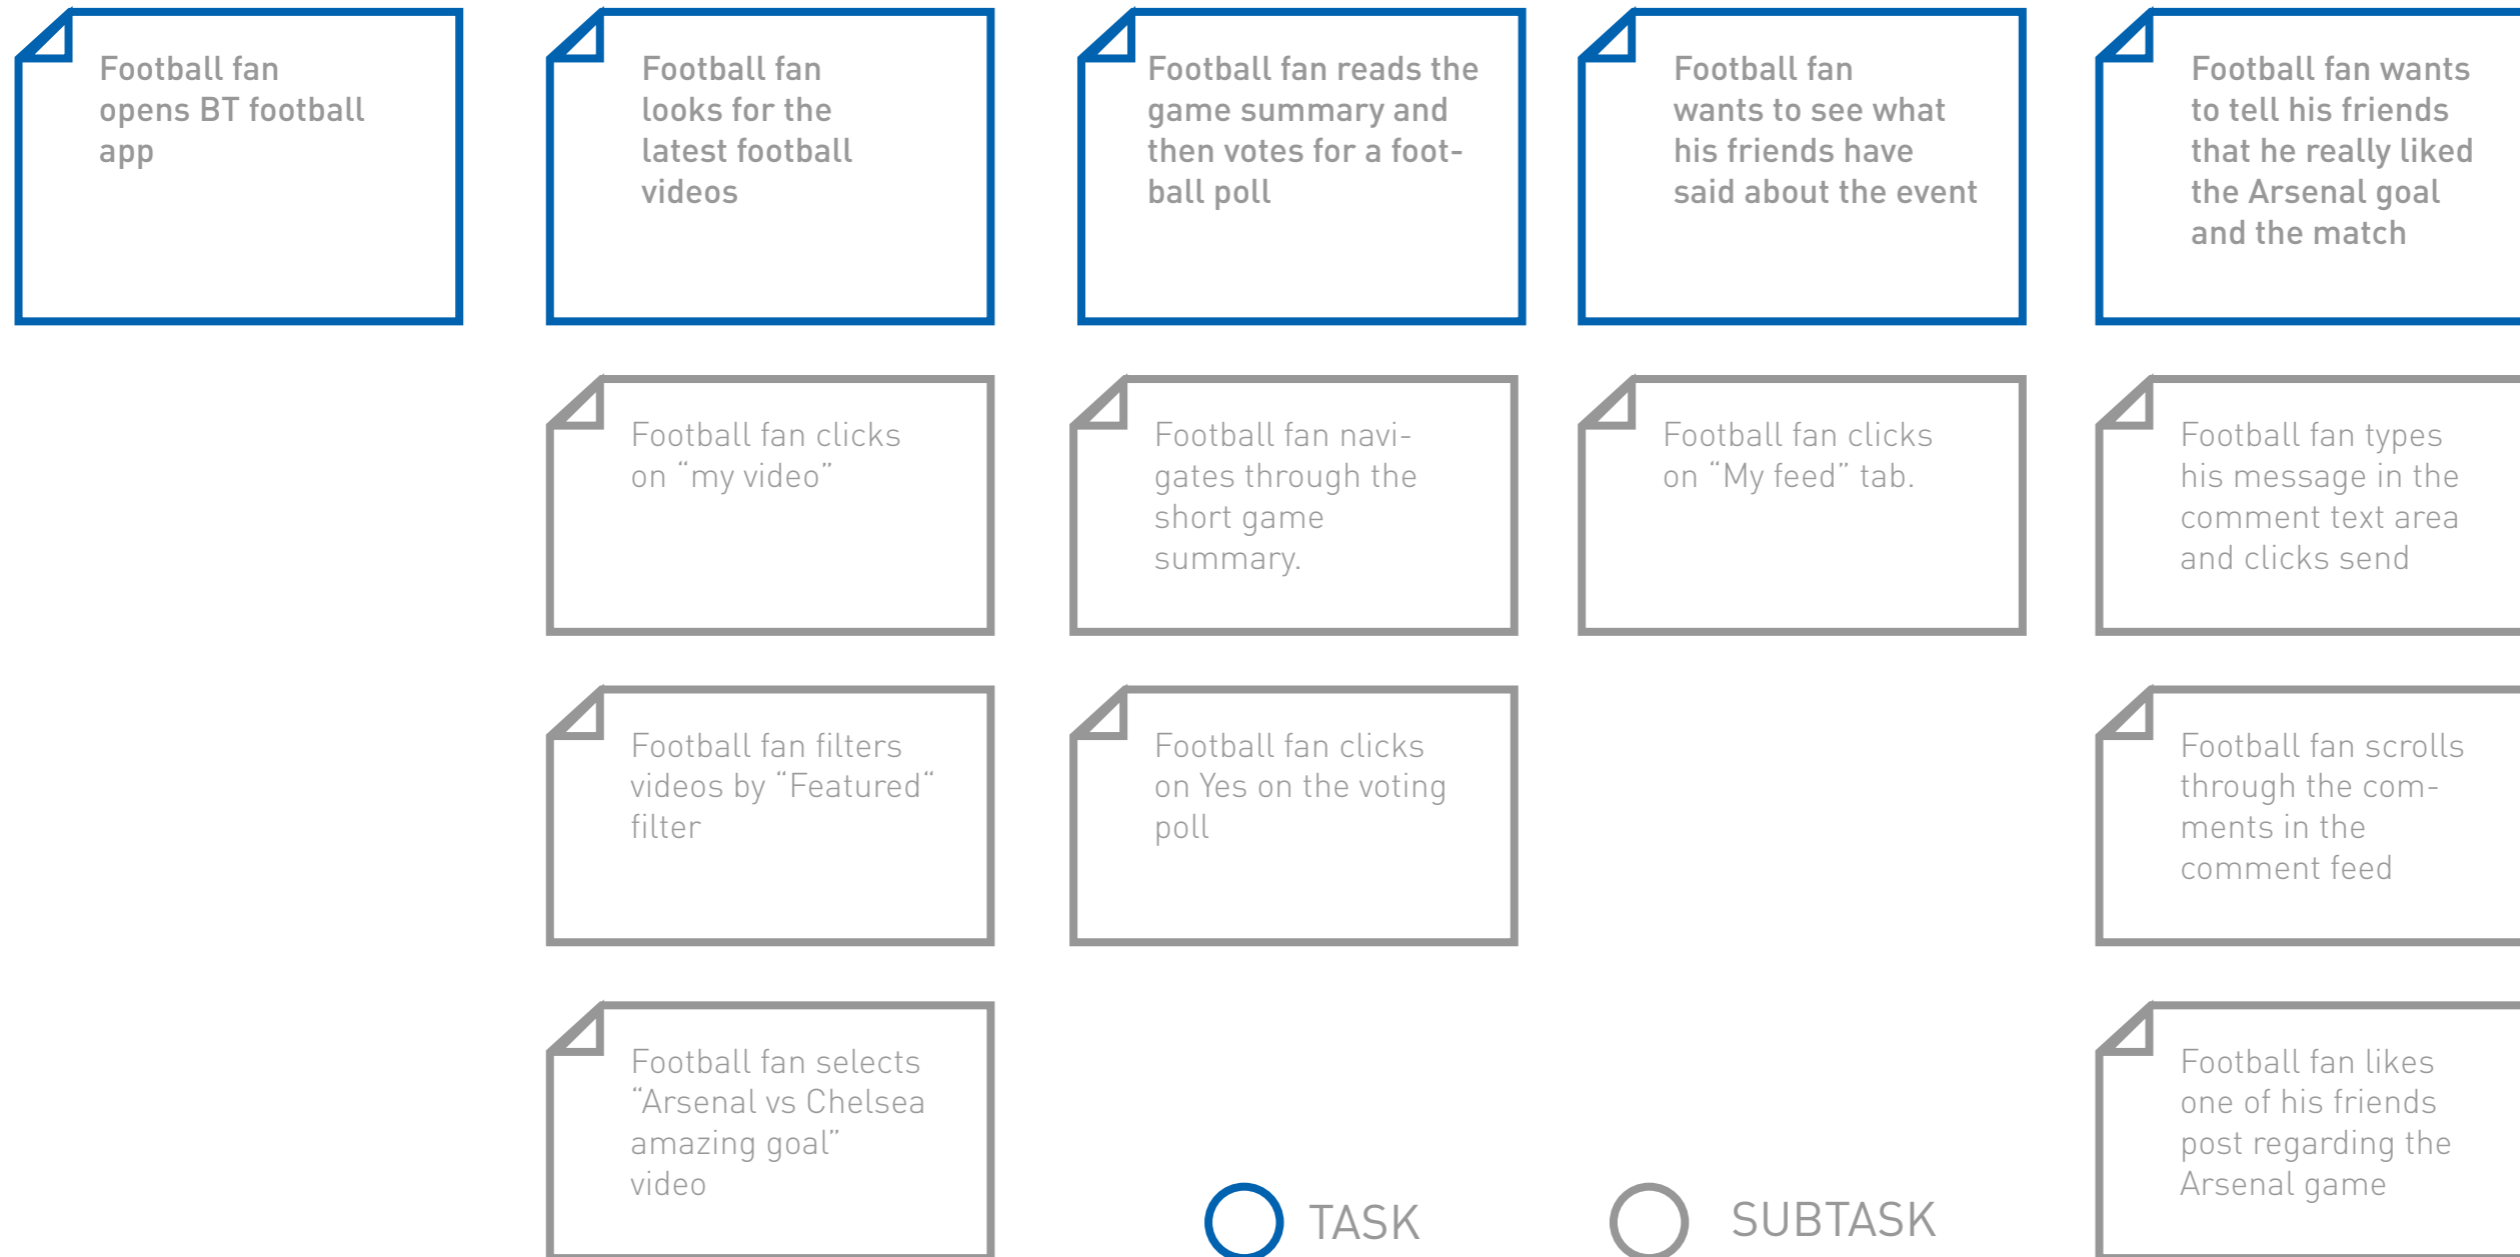 Football fan
opens BT football
app
Football fan
looks for the
latest football
videos
Football fan reads the
game summary and
then votes for a foot-
ball poll
Football fan
wants to see what
his friends have
said about the event
Football fan wants
to tell his friends
that he really liked
the Arsenal goal
and the match
Football fan clicks
on “my video”
Football fan navi-
gates through the
short game
summary.
Football fan clicks
on “My feed” tab.
Football fan types
his message in the
comment text area
and clicks send
Football fan filters
videos by “Featured“
filter
Football fan clicks
on Yes on the voting
poll
Football fan scrolls
through the com-
ments in the
comment feed
Football fan selects
“Arsenal vs Chelsea
amazing goal”
video
Football fan likes
one of his friends
post regarding the
Arsenal game
TASK
SUBTASK